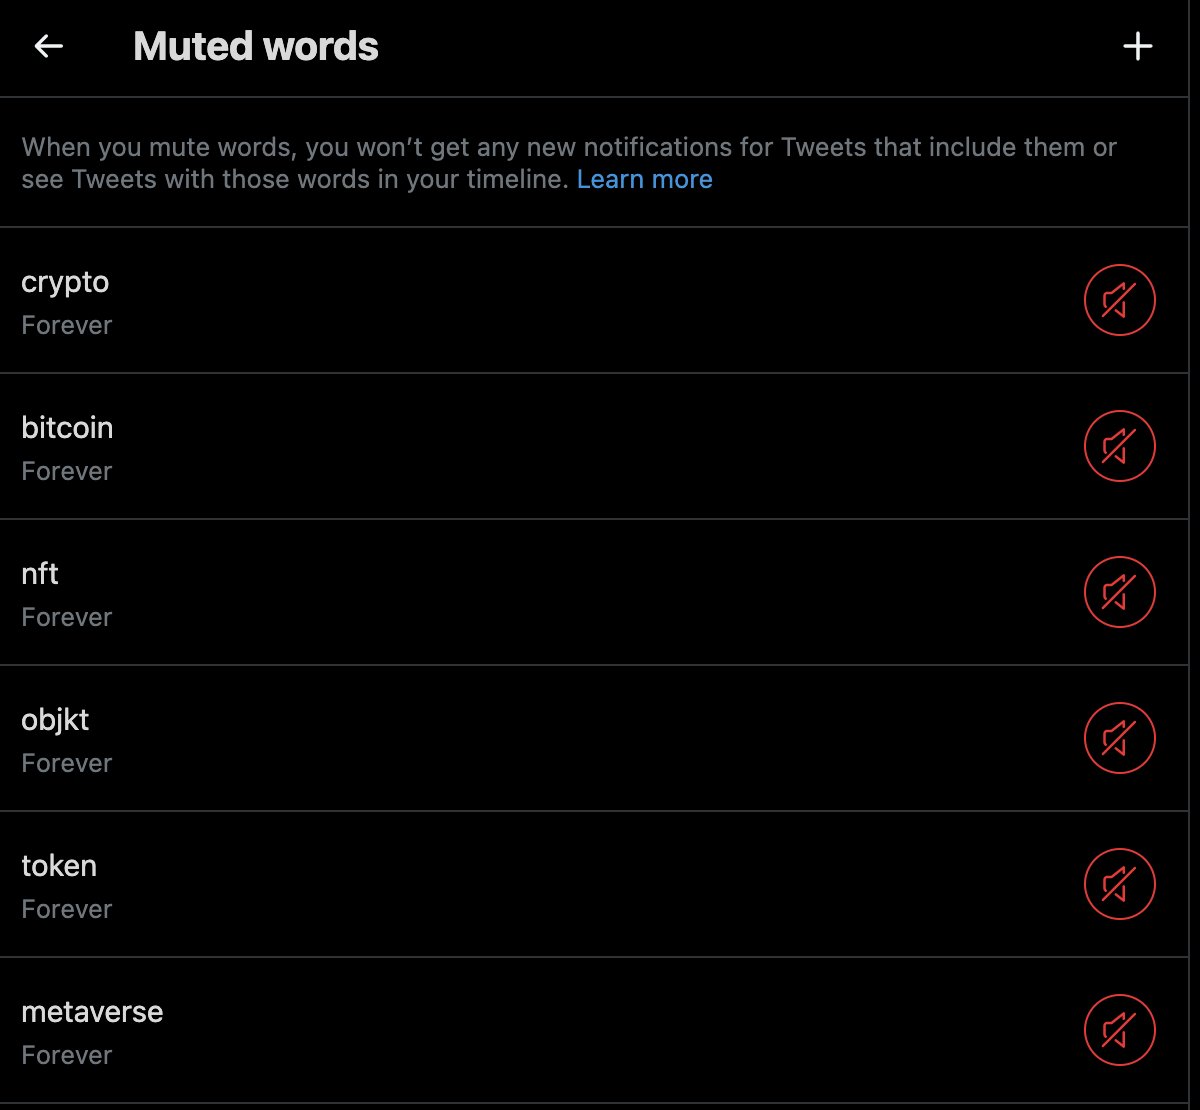 Muted words
When you mute words, you won’t get any new notifications for Tweets that include them or
see Tweets with those words in your timeline. Learn more
crypto
Forever
bitcoin
Forever
nft
Forever
objkt
Forever
token
Forever
metaverse
Forever